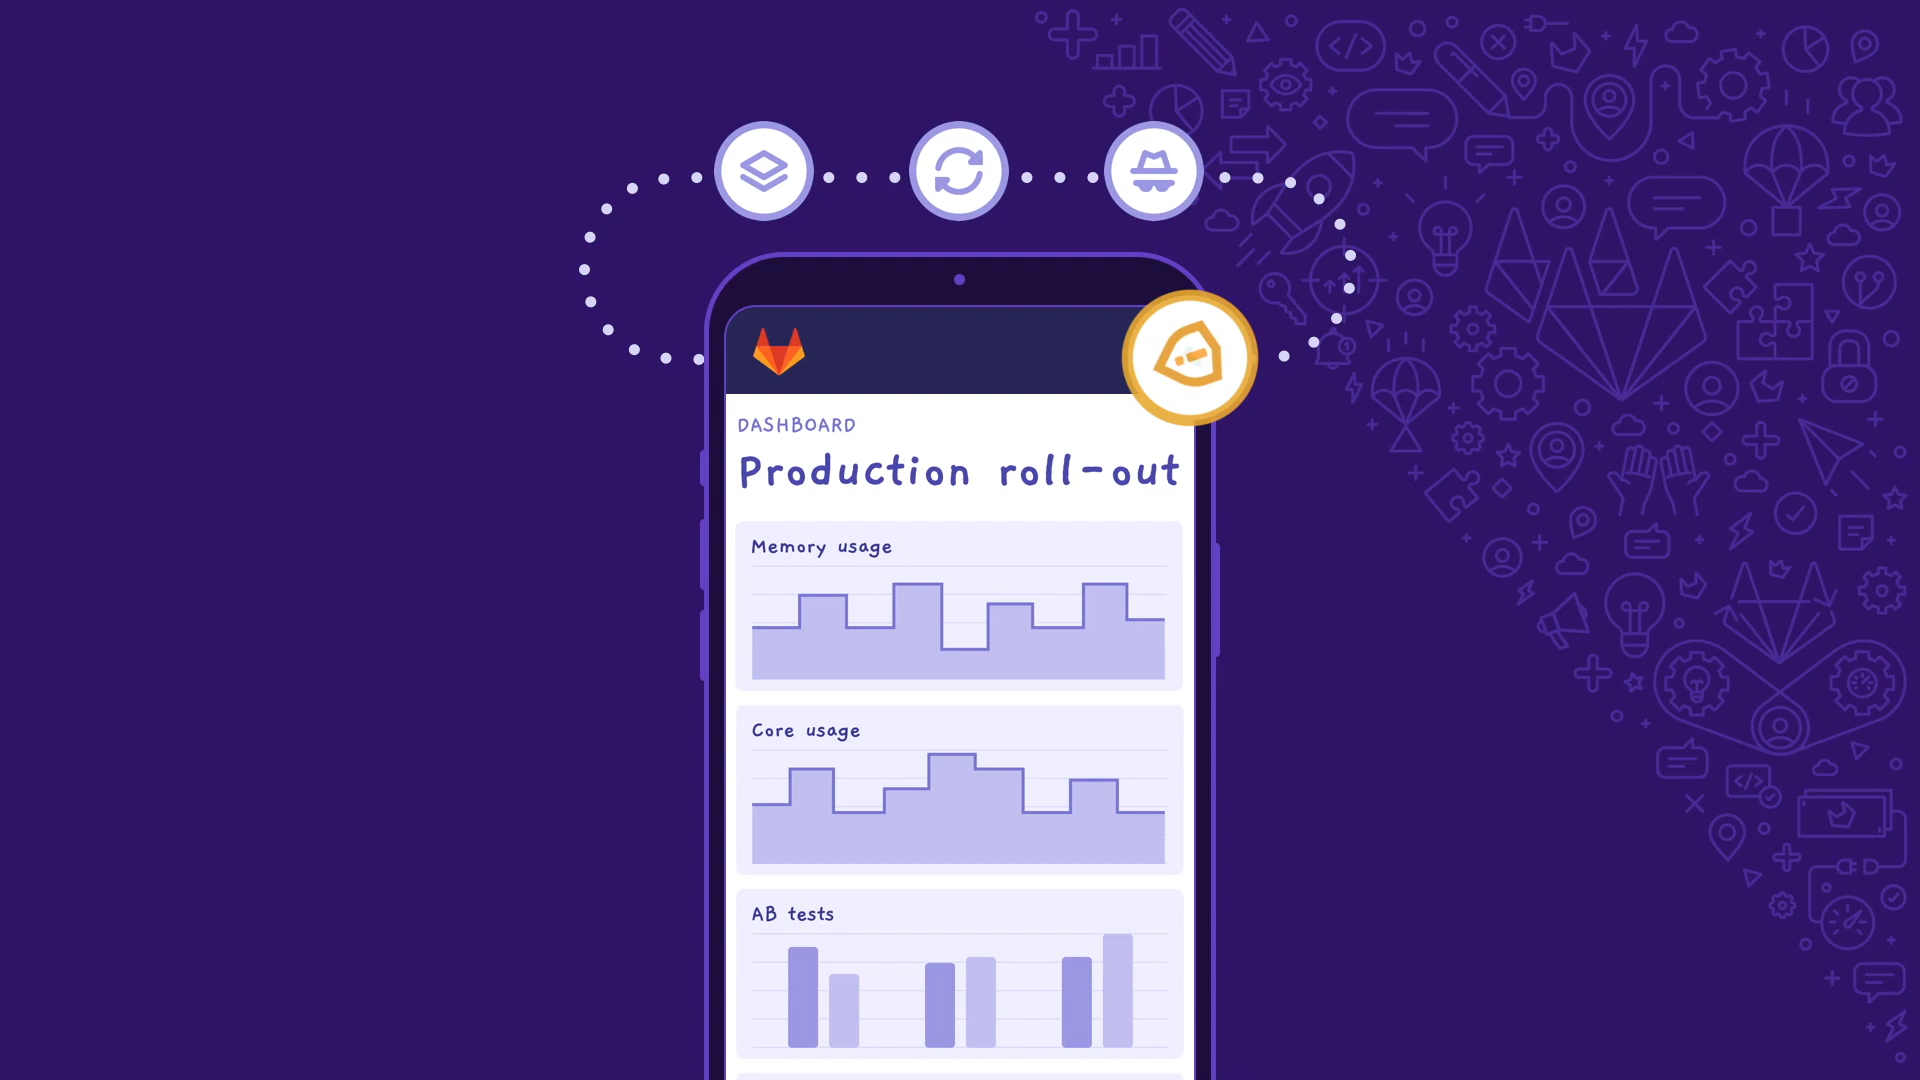 DASHBOARD
Production roll-out
Memory usage
Core usage
AB tests